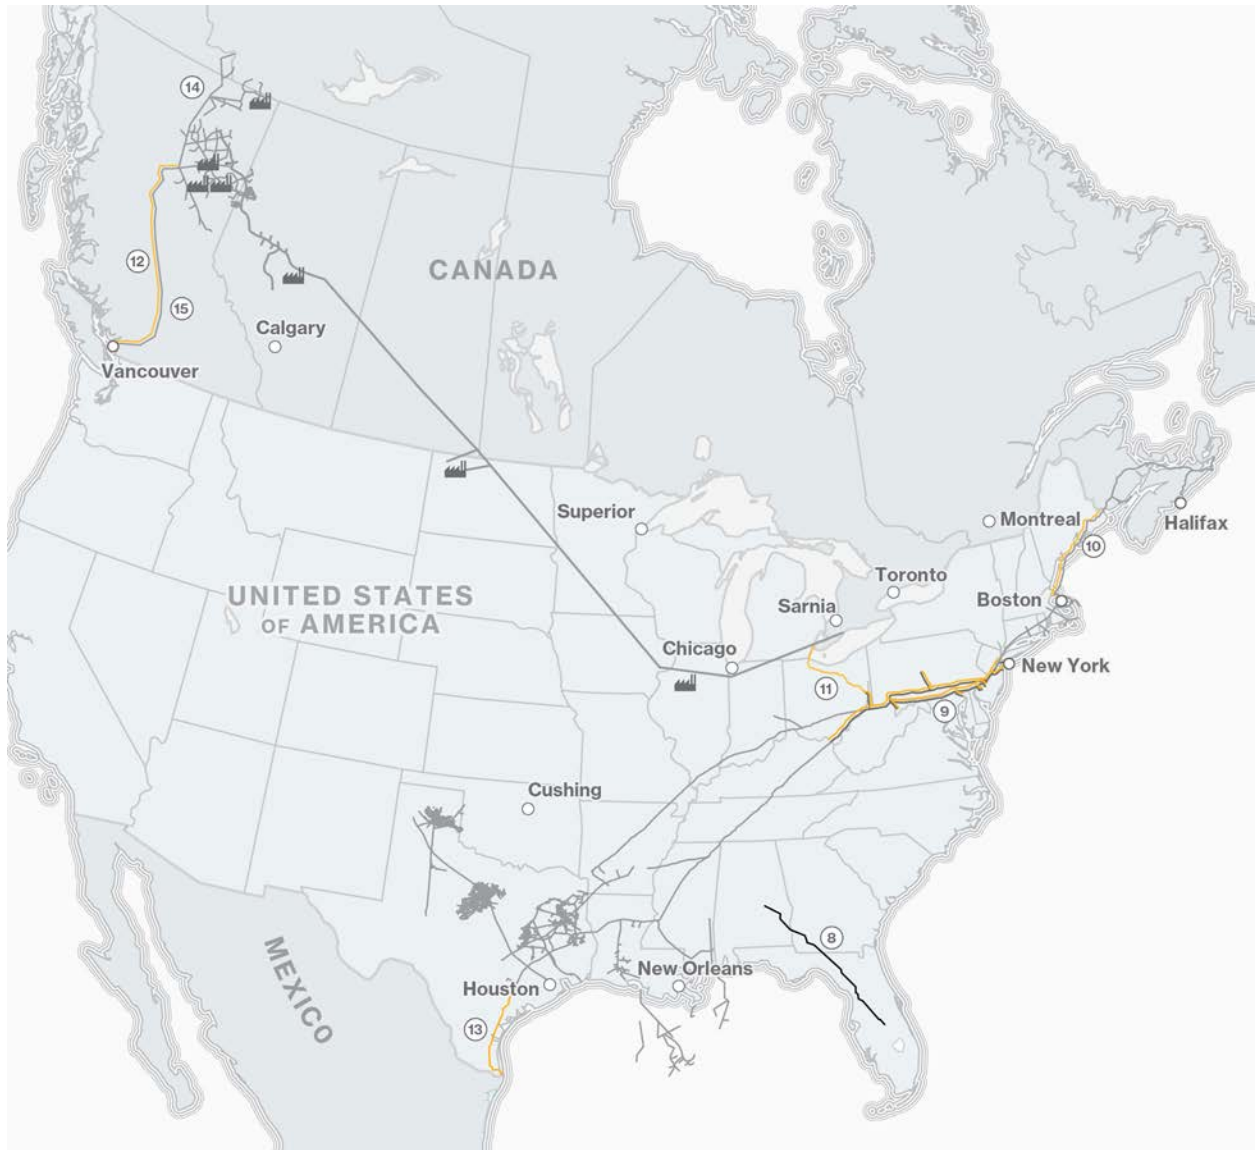 14
CANADA
12
15
Calgary
Vancouver
Superior
Montreal
Halifax
10
Toronto
UNITED STATES
OF AMERICA
Sarnia
Boston
Chicago
New York
11
9
Cushing
MEXICO
8
New Orleans
Houston
13